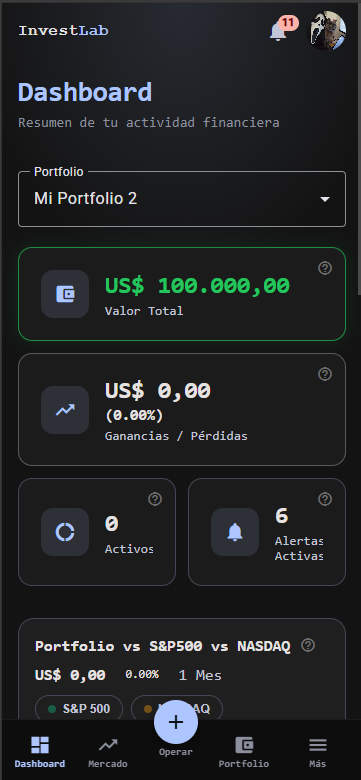 InvestLab
11
Dashboard
Resumen de tu actividad financiera
Portfolio
Mi Portfolio 2
US$ 100.000,00
Valor Total
US$ 0,00
(0.00%)
Ganancias / Pérdidas
0
Activos
6
Alertas
Activas
Portfolio vs S&P500 vs NASDAQ
US$ 0,00 0.00% 1 Mes
S&P 500
Operar
Dashboard Mercado Portfolio Más